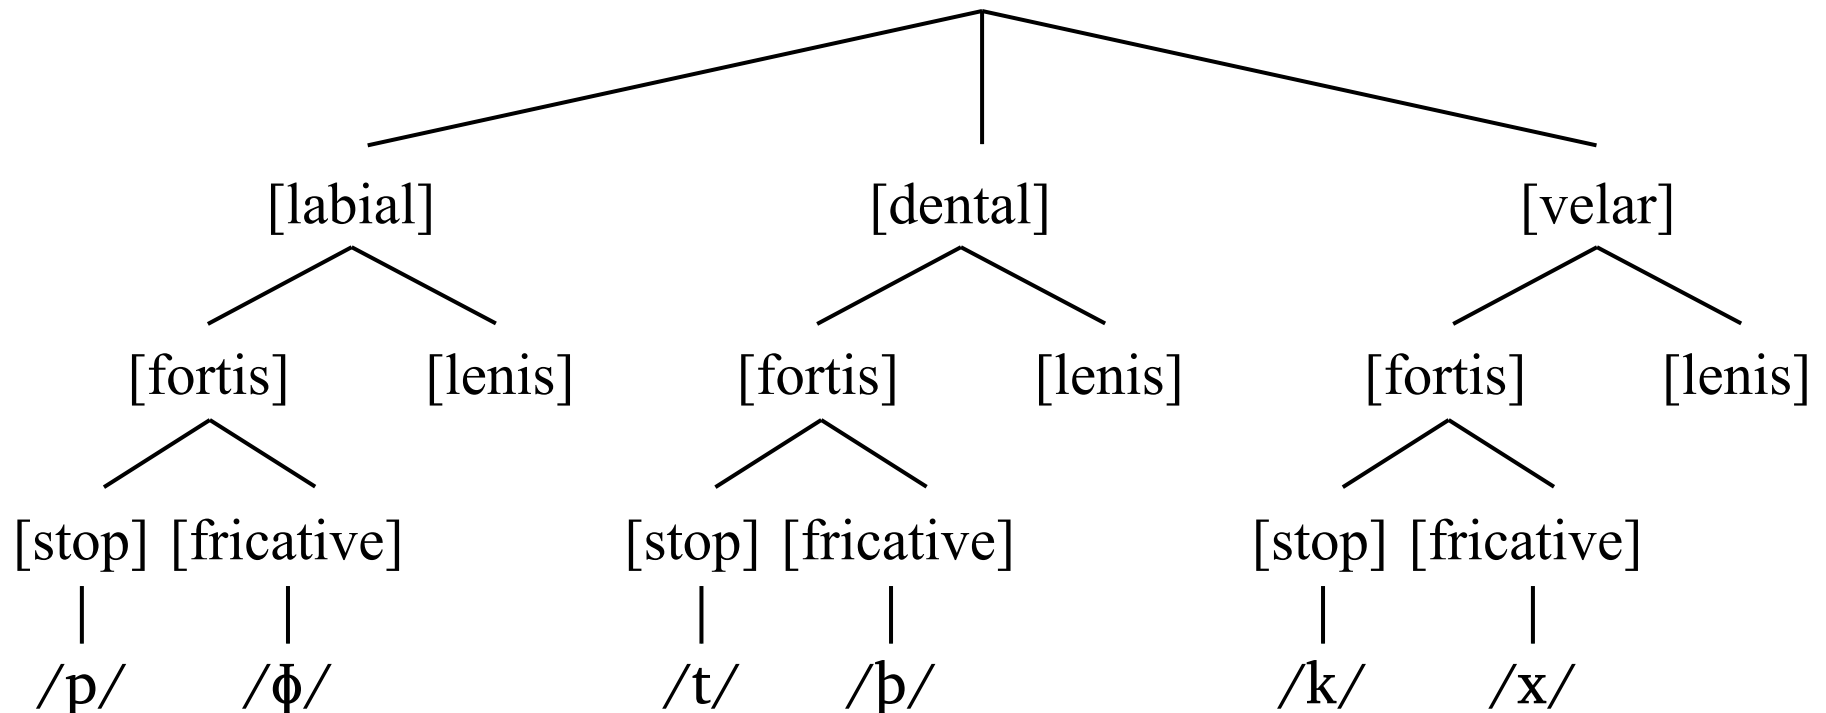 [labial] [dental] [velar]
[fortis] [lenis] [fortis] [lenis] [fortis] [lenis]
[stop] [fricative] [stop] [fricative] [stop] [fricative]
/p/ /ɸ/ /t/ /þ/ /k/ /x/